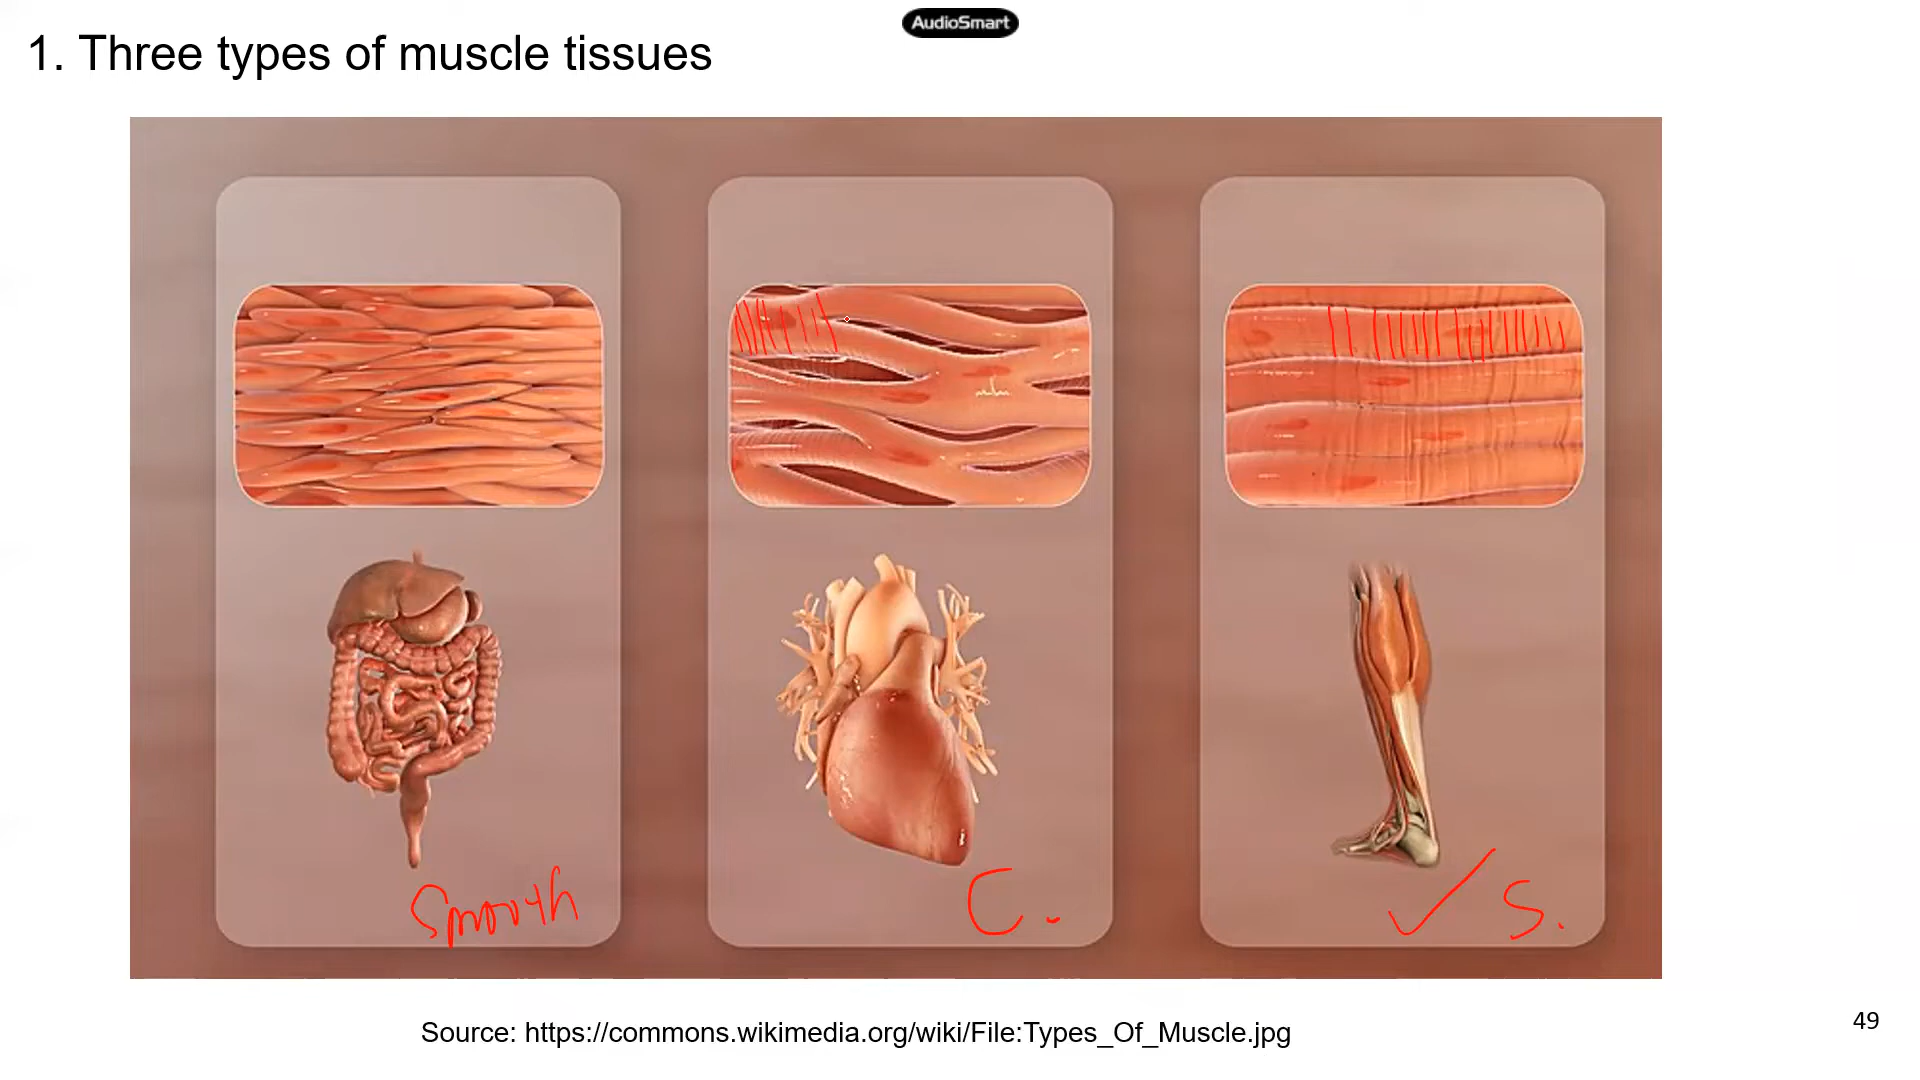 AudioSmart
1. Three types of muscle tissues
Smooth
C.
S.
Source: https://commons.wikimedia.org/wiki/File:Types_Of_Muscle.jpg
49